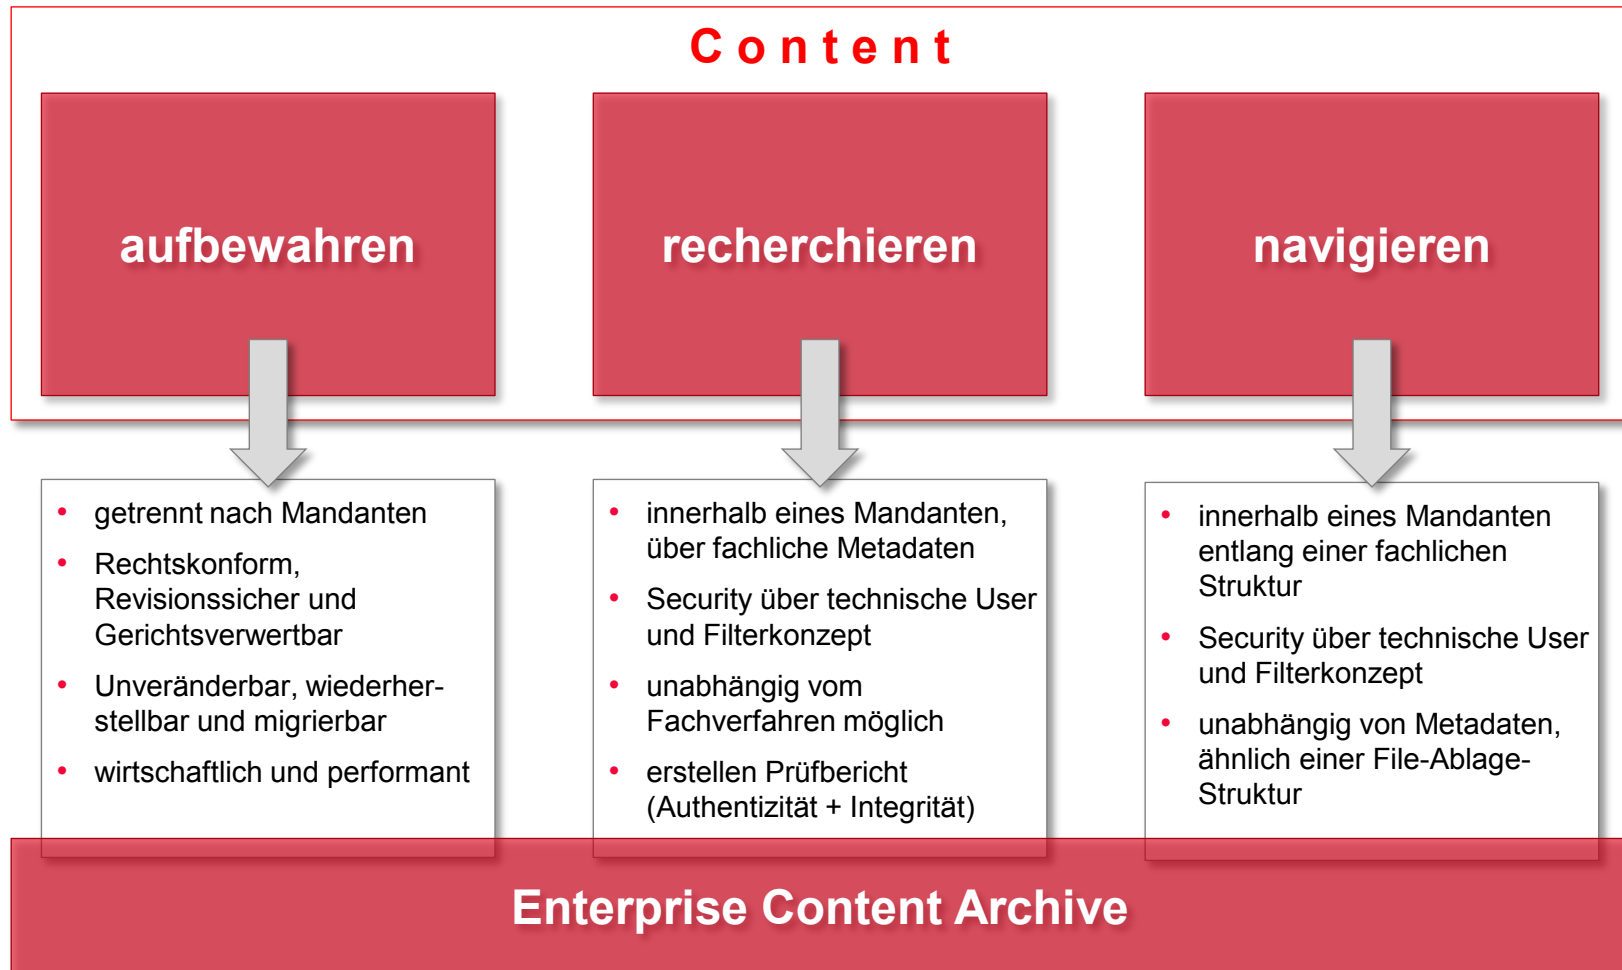 Content
aufbewahren
recherchieren
navigieren
• getrennt nach Mandanten
• Rechtskonform,
Revisionssicher und
Gerichtsverwertbar
• Unveränderbar, wiederher-
stellbar und migrierbar
• wirtschaftlich und performant
• innerhalb eines Mandanten,
über fachliche Metadaten
• Security über technische User
und Filterkonzept
• unabhängig vom
Fachverfahren möglich
• erstellen Prüfbericht
(Authentizität + Integrität)
• innerhalb eines Mandanten
entlang einer fachlichen
Struktur
• Security über technische User
und Filterkonzept
• unabhängig von Metadaten,
ähnlich einer File-Ablage-
Struktur
Enterprise Content Archive